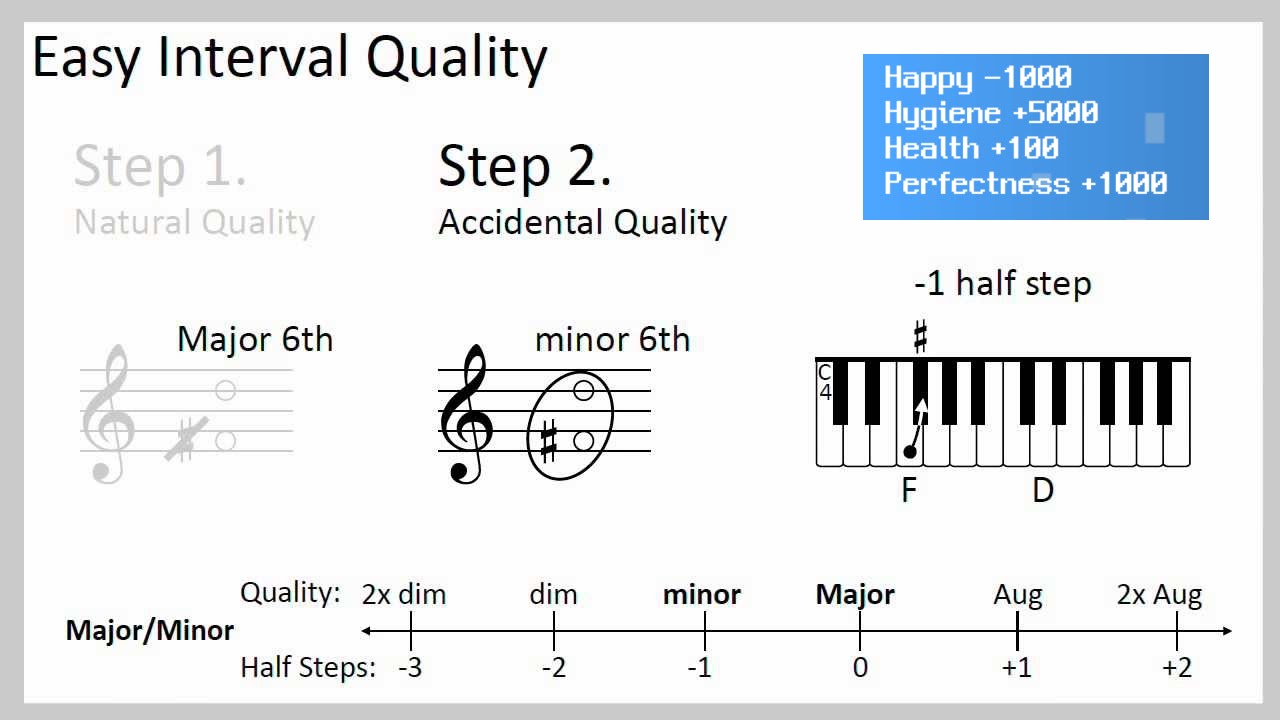 Easy Interval Quality
Happy -1000
Hygiene +5000
Health +100
Perfectness +1000
Step 1.
Natural Quality
Step 2.
Accidental Quality
-1 half step
Major 6th
minor 6th
C
4
F D
Quality: 2x dim dim minor Major Aug 2x Aug
Major/Minor
Half Steps: -3 -2 -1 0 +1 +2